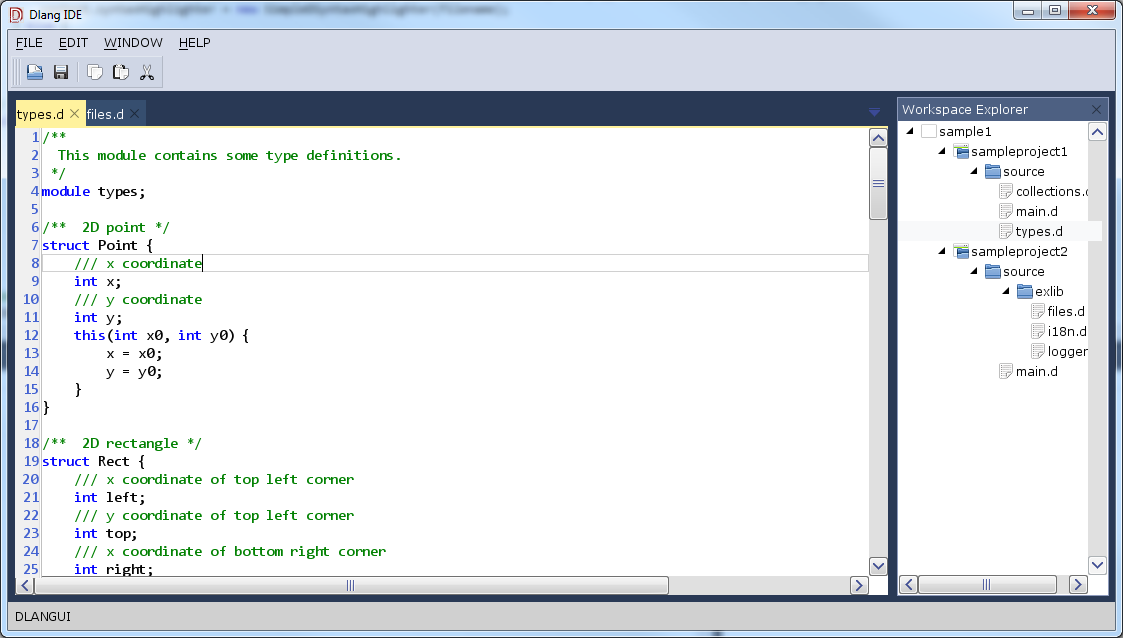 Dlang IDE
FILE EDIT WINDOW HELP
types.d files.d
1 /**
2   This module contains some type definitions.
3  */
4 module types;
5
6 /**  2D point */
7 struct Point {
8     /// x coordinate
9     int x;
10     /// y coordinate
11     int y;
12     this(int x0, int y0) {
13         x = x0;
14         y = y0;
15     }
16 }
17
18 /**  2D rectangle */
19 struct Rect {
20     /// x coordinate of top left corner
21     int left;
22     /// y coordinate of top left corner
23     int top;
24     /// x coordinate of bottom right corner
25     int right;
Workspace Explorer
sample1
sampleproject1
source
collections.
main.d
types.d
sampleproject2
source
exlib
files.d
i18n.d
logger
main.d
DLANGUI